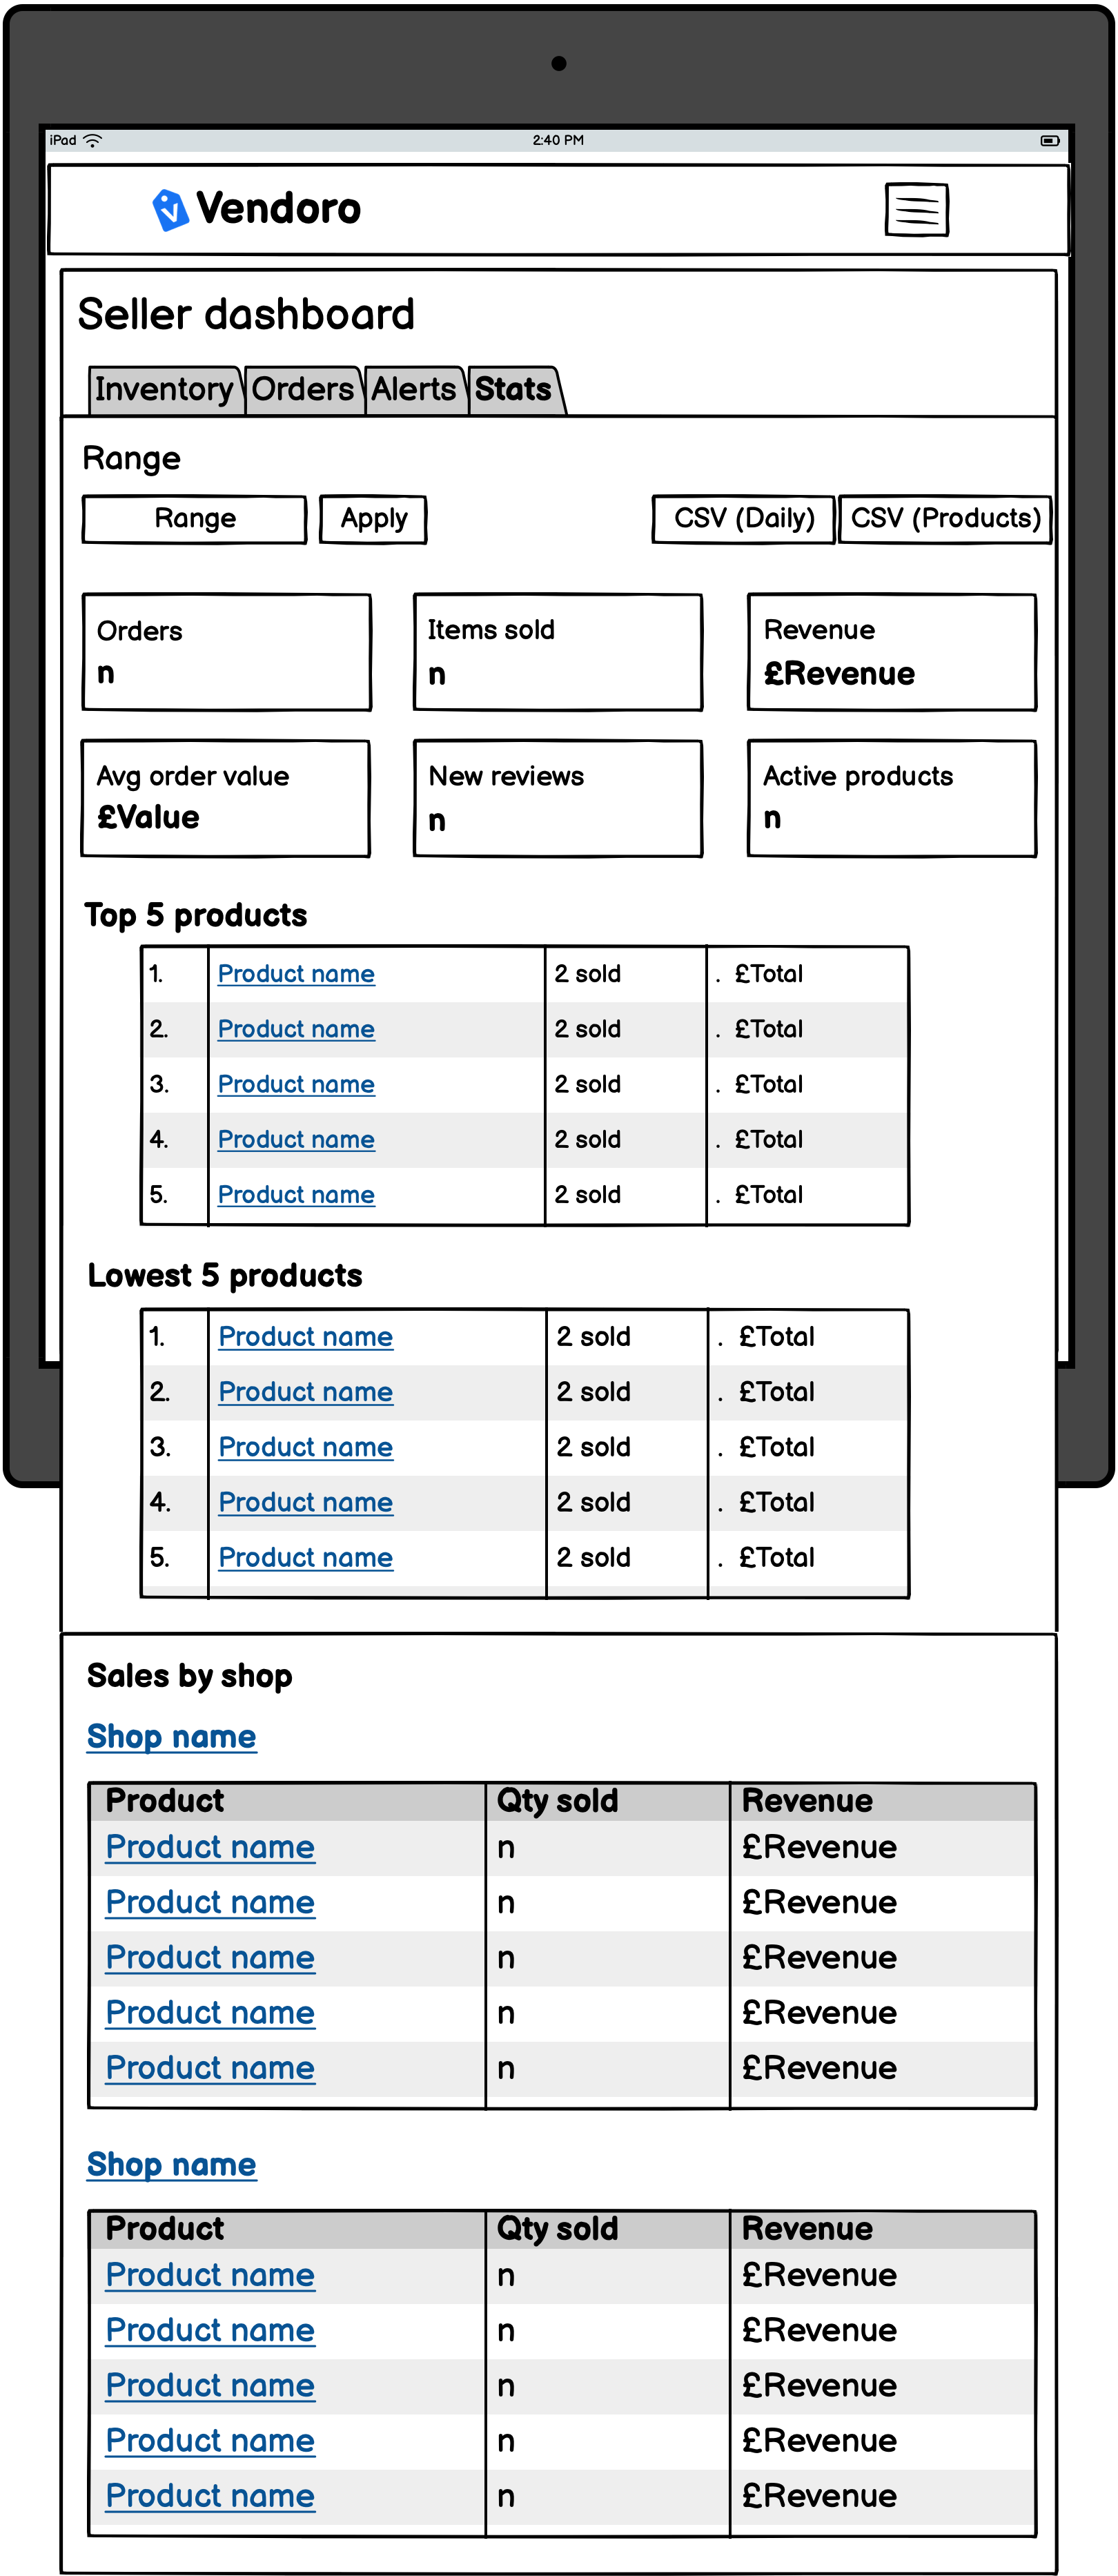 iPad 2:40 PM
Vendoro
Seller dashboard
Inventory Orders Alerts Stats
Range
Range Apply CSV (Daily) CSV (Products)
Orders Items sold Revenue
n n £Revenue
Avg order value New reviews Active products
£Value n n
Top 5 products
1. Product name 2 sold . £Total
2. Product name 2 sold . £Total
3. Product name 2 sold . £Total
4. Product name 2 sold . £Total
5. Product name 2 sold . £Total
Lowest 5 products
1. Product name 2 sold . £Total
2. Product name 2 sold . £Total
3. Product name 2 sold . £Total
4. Product name 2 sold . £Total
5. Product name 2 sold . £Total
Sales by shop
Shop name
Product Qty sold Revenue
Product name n £Revenue
Product name n £Revenue
Product name n £Revenue
Product name n £Revenue
Product name n £Revenue
Shop name
Product Qty sold Revenue
Product name n £Revenue
Product name n £Revenue
Product name n £Revenue
Product name n £Revenue
Product name n £Revenue